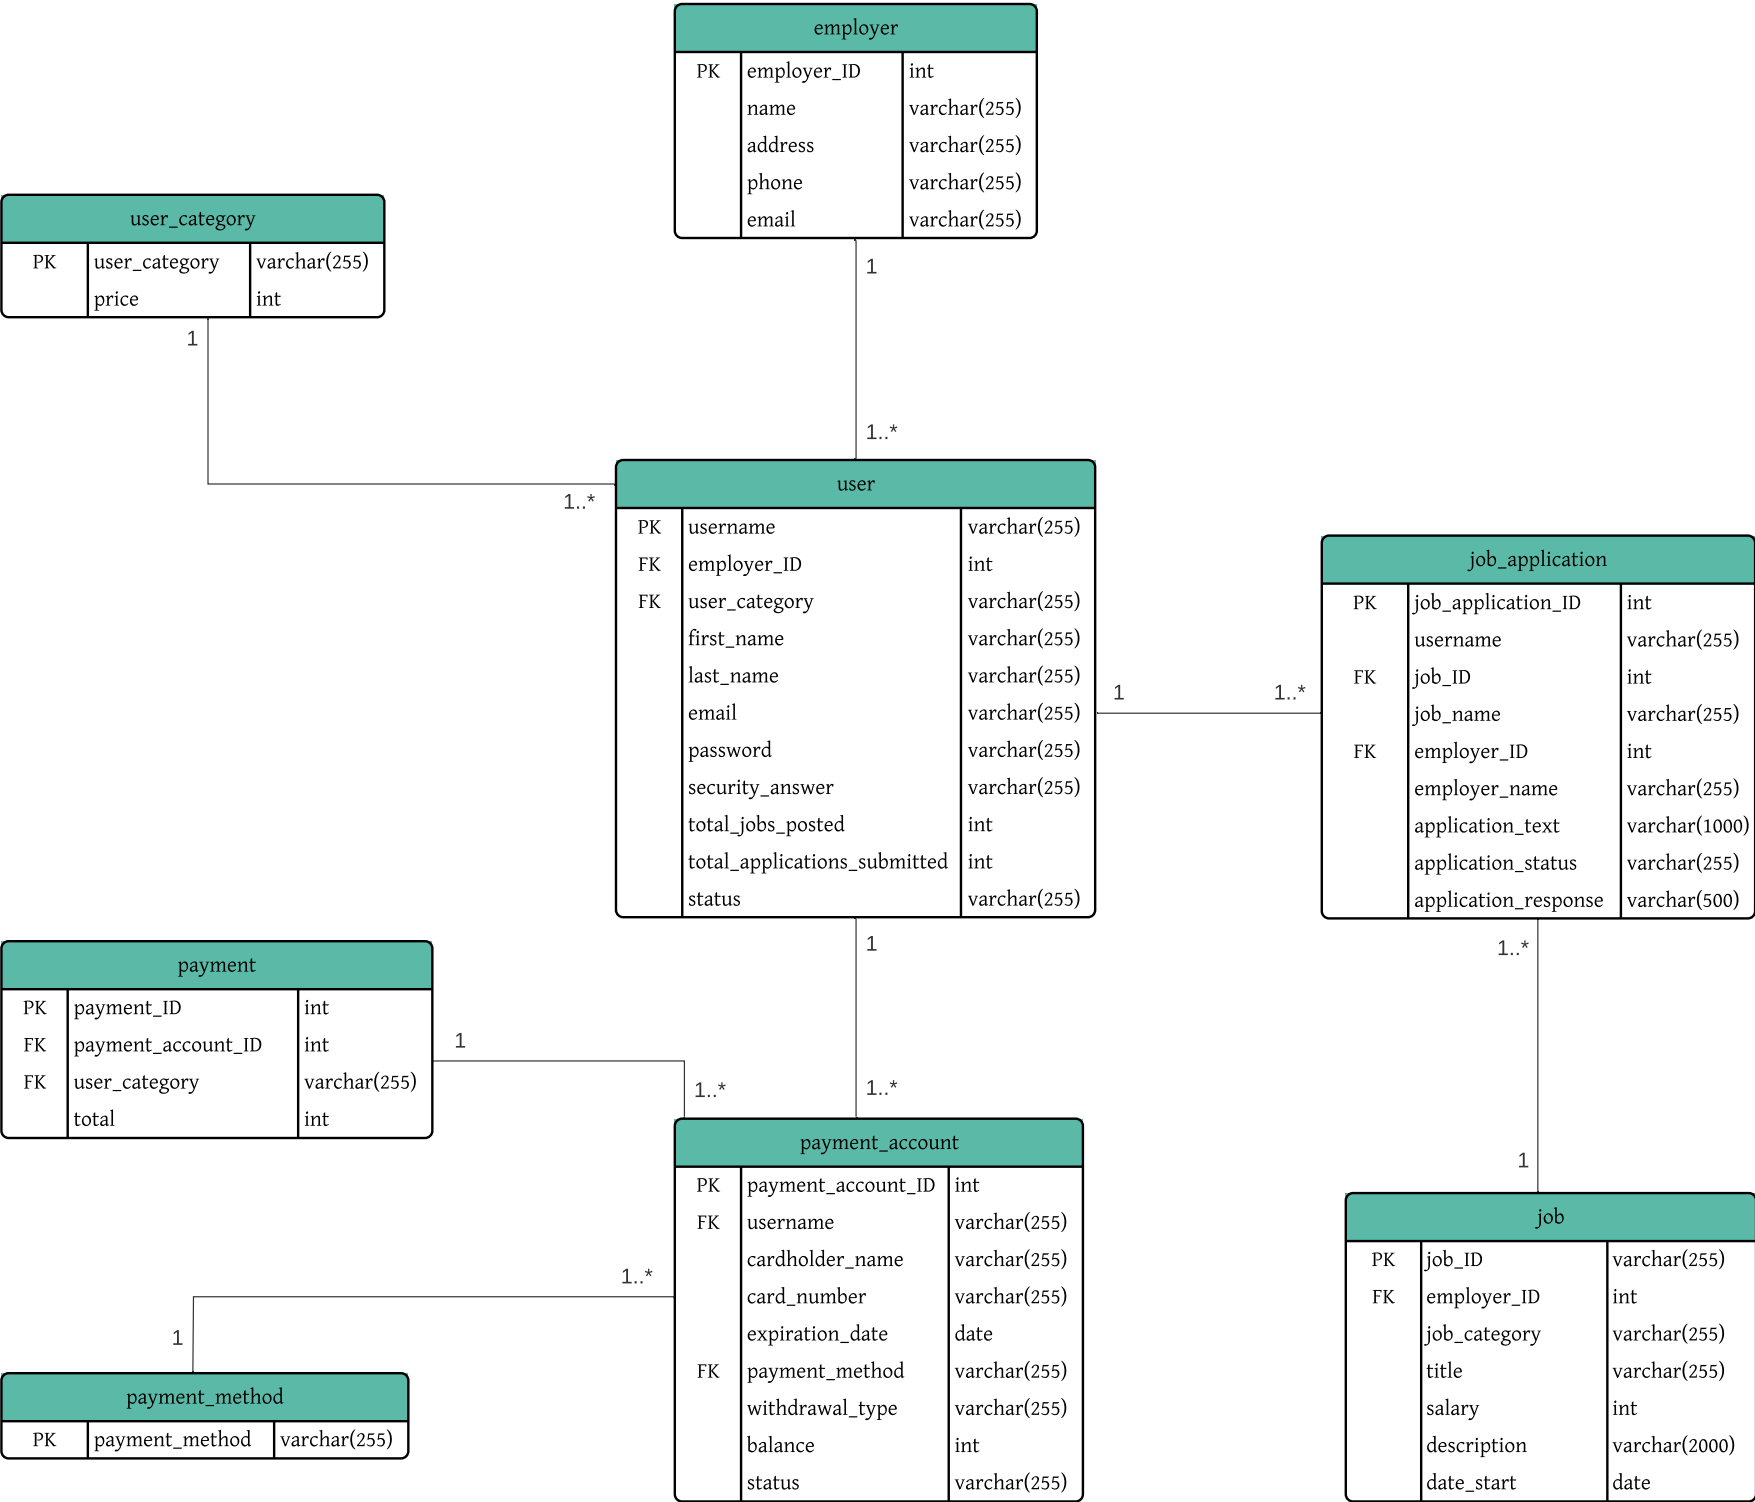 employer
PK employer_ID int
name varchar(255)
address varchar(255)
phone varchar(255)
email varchar(255)
1
1..*
user_category
PK user_category varchar(255)
price int
1
1..*
user
PK username varchar(255)
FK employer_ID int
FK user_category varchar(255)
first_name varchar(255)
last_name varchar(255)
email varchar(255)
password varchar(255)
security_answer varchar(255)
total_jobs_posted int
total_applications_submitted int
status varchar(255)
1 1..*
job_application
PK job_application_ID int
username varchar(255)
FK job_ID int
job_name varchar(255)
FK employer_ID int
employer_name varchar(255)
application_text varchar(1000)
application_status varchar(255)
application_response varchar(500)
1..*
1
payment
PK payment_ID int
FK payment_account_ID int
FK user_category varchar(255)
total int
1
1..*
1
1..*
payment_account
PK payment_account_ID int
FK username varchar(255)
cardholder_name varchar(255)
card_number varchar(255)
expiration_date date
FK payment_method varchar(255)
withdrawal_type varchar(255)
balance int
status varchar(255)
1..*
1
payment_method
PK payment_method varchar(255)
job
PK job_ID varchar(255)
FK employer_ID int
job_category varchar(255)
title varchar(255)
salary int
description varchar(2000)
date_start date